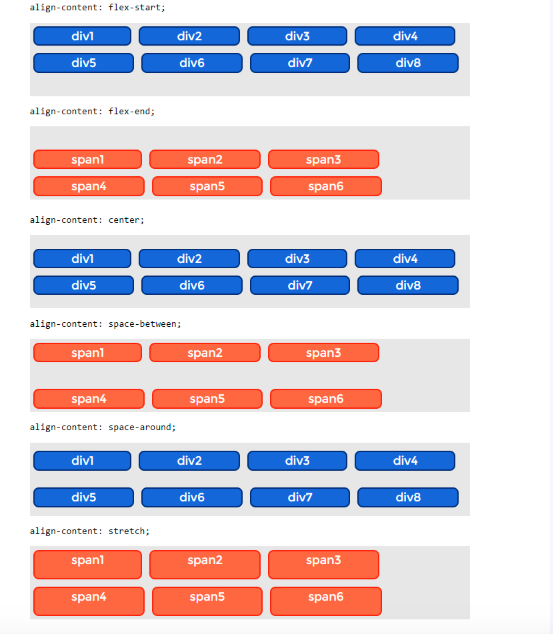 align-content: flex-start;
div1 div2 div3 div4
div5 div6 div7 div8
align-content: flex-end;
span1 span2 span3
span4 span5 span6
align-content: center;
div1 div2 div3 div4
div5 div6 div7 div8
align-content: space-between;
span1 span2 span3
span4 span5 span6
align-content: space-around;
div1 div2 div3 div4
div5 div6 div7 div8
align-content: stretch;
span1 span2 span3
span4 span5 span6